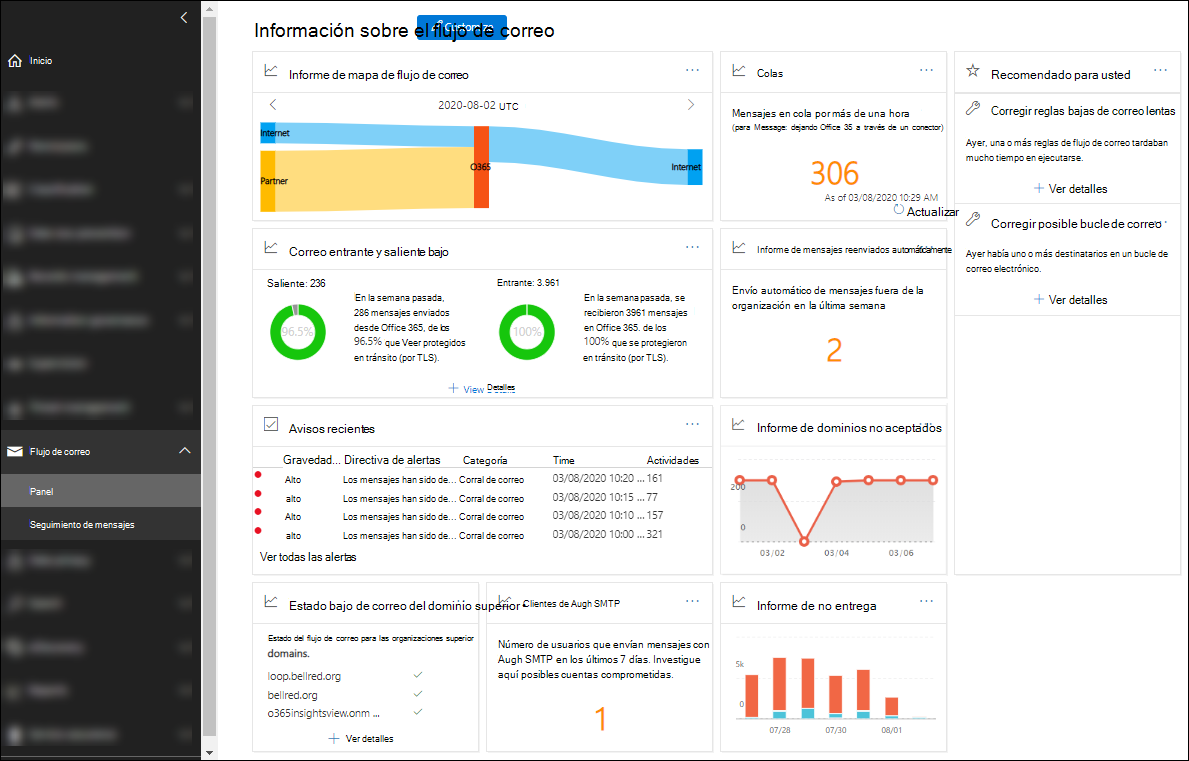 Inicio
Flujo de correo
Panel
Seguimiento de mensajes
Información sobre el flujo de correo
Customize
Informe de mapa de flujo de correo
2020-08-02 UTC
Internet
Partner
O365
Internet
Colas
Mensajes en cola por más de una hora
(para Message: dejando Office 35 a través de un conector)
306
As of 03/08/2020 10:29 AM
Actualizar
Recomendado para usted
Corregir reglas bajas de correo lentas
Ayer, una o más reglas de flujo de correo tardaban
mucho tiempo en ejecutarse.
Ver detalles
Corregir posible bucle de correo
Ayer había uno o más destinatarios en un bucle de
correo electrónico.
Ver detalles
Correo entrante y saliente bajo
Saliente: 236
96.5%
En la semana pasada,
286 mensajes enviados
desde Office 365, de los
96.5% que Veer protegidos
en tránsito (por TLS).
Entrante: 3.961
100%
En la semana pasada, se
recibieron 3961 mensajes
en Office 365. de los
100% que se protegieron
en tránsito (por TLS).
View Detalles
Informe de mensajes reenviados automáticamente
Envío automático de mensajes fuera de la
organización en la última semana
2
Avisos recientes
Gravedad... Directiva de alertas Categoría Time Actividades
Alto Los mensajes han sido de... Corral de correo 03/08/2020 10:20 ... 161
alto Los mensajes han sido de... Corral de correo 03/08/2020 10:15 ... 77
Alto Los mensajes han sido de... Corral de correo 03/08/2020 10:10 ... 157
alto Los mensajes han sido de... Corral de correo 03/08/2020 10:00 ... 321
Ver todas las alertas
Informe de dominios no aceptados
200
0
03/02 03/04 03/06
Estado bajo de correo del dominio superior
Estado del flujo de correo para las organizaciones superior
domains.
loop.bellred.org
bellred.org
o365insightsview.onm ...
Ver detalles
Clientes de Augh SMTP
Número de usuarios que envían mensajes con
Augh SMTP en los últimos 7 días. Investigue
aquí posibles cuentas comprometidas.
1
Informe de no entrega
5k
0
07/28 07/30 08/01